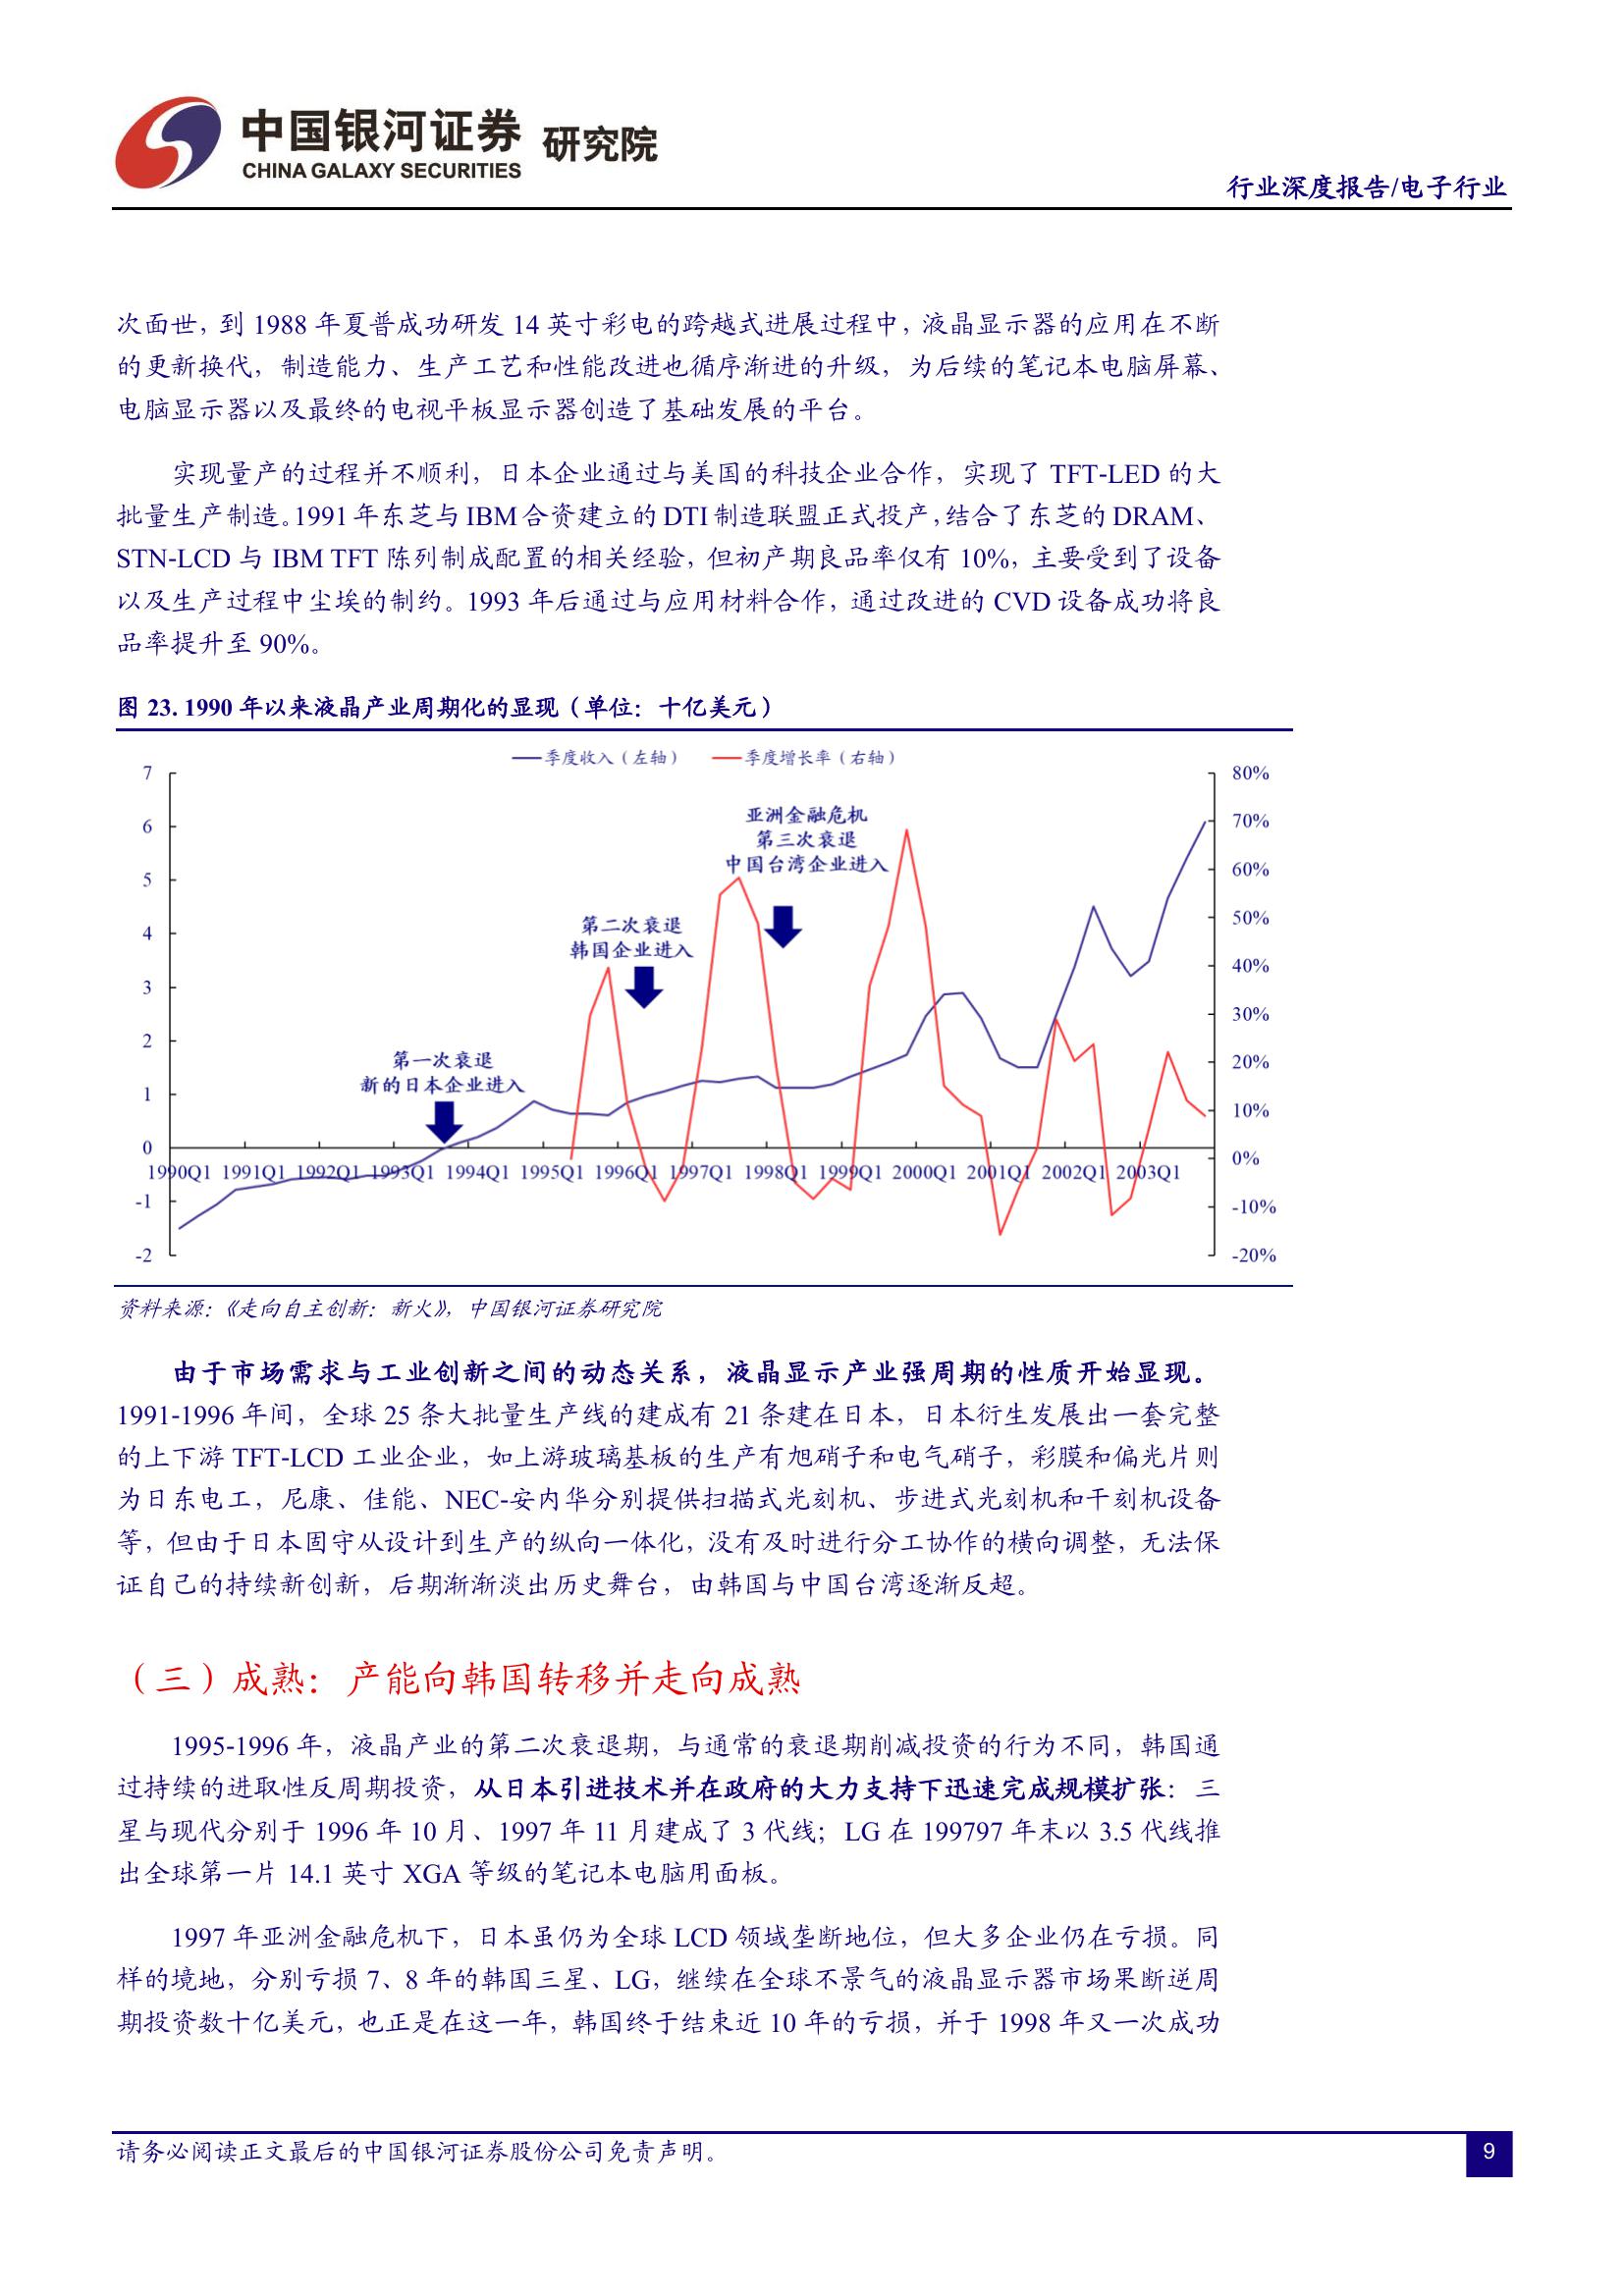 中国银河证券 研究院
CHINA GALAXY SECURITIES
行业深度报告/电子行业
次面世，到 1988 年夏普成功研发 14 英寸彩电的跨越式进展过程中，液晶显示器的应用在不断
的更新换代，制造能力、生产工艺和性能改进也循序渐进的升级，为后续的笔记本电脑屏幕、
电脑显示器以及最终的电视平板显示器创造了基础发展的平台。
实现量产的过程并不顺利，日本企业通过与美国的科技企业合作，实现了 TFT-LED 的大
批量生产制造。1991 年东芝与 IBM 合资建立的 DTI 制造联盟正式投产，结合了东芝的 DRAM、
STN-LCD 与 IBM TFT 陈列制成配置的相关经验，但初产期良品率仅有 10%，主要受到了设备
以及生产过程中尘埃的制约。1993 年后通过与应用材料合作，通过改进的 CVD 设备成功将良
品率提升至 90%。
图 23. 1990 年以来液晶产业周期化的显现（单位：十亿美元）
季度收入（左轴） 季度增长率（右轴）
7 80%
6 70%
5 60%
4 50%
3 40%
2 30%
1 20%
0 10%
-1 0%
-2 -10%
-20%
亚洲金融危机
第三次衰退
中国台湾企业进入
第二次衰退
韩国企业进入
第一次衰退
新的日本企业进入
1990Q1 1991Q1 1992Q1 1993Q1 1994Q1 1995Q1 1996Q1 1997Q1 1998Q1 1999Q1 2000Q1 2001Q1 2002Q1 2003Q1
资料来源：《走向自主创新：新火》，中国银河证券研究院
由于市场需求与工业创新之间的动态关系，液晶显示产业强周期的性质开始显现。
1991-1996 年间，全球 25 条大批量生产线的建成有 21 条建在日本，日本衍生发展出一套完整
的上下游 TFT-LCD 工业企业，如上游玻璃基板的生产有旭硝子和电气硝子，彩膜和偏光片则
为日东电工，尼康、佳能、NEC-安内华分别提供扫描式光刻机、步进式光刻机和干刻机设备
等，但由于日本固守从设计到生产的纵向一体化，没有及时进行分工协作的横向调整，无法保
证自己的持续新创新，后期渐渐淡出历史舞台，由韩国与中国台湾逐渐反超。
（三）成熟：产能向韩国转移并走向成熟
1995-1996 年，液晶产业的第二次衰退期，与通常的衰退期削减投资的行为不同，韩国通
过持续的进取性反周期投资，从日本引进技术并在政府的大力支持下迅速完成规模扩张：三
星与现代分别于 1996 年 10 月、1997 年 11 月建成了 3 代线；LG 在 199797 年末以 3.5 代线推
出全球第一片 14.1 英寸 XGA 等级的笔记本电脑用面板。
1997 年亚洲金融危机下，日本虽仍为全球 LCD 领域垄断地位，但大多企业仍在亏损。同
样的境地，分别亏损 7、8 年的韩国三星、LG，继续在全球不景气的液晶显示器市场果断逆周
期投资数十亿美元，也正是在这一年，韩国终于结束近 10 年的亏损，并于 1998 年又一次成功
请务必阅读正文最后的中国银河证券股份公司免责声明。
9